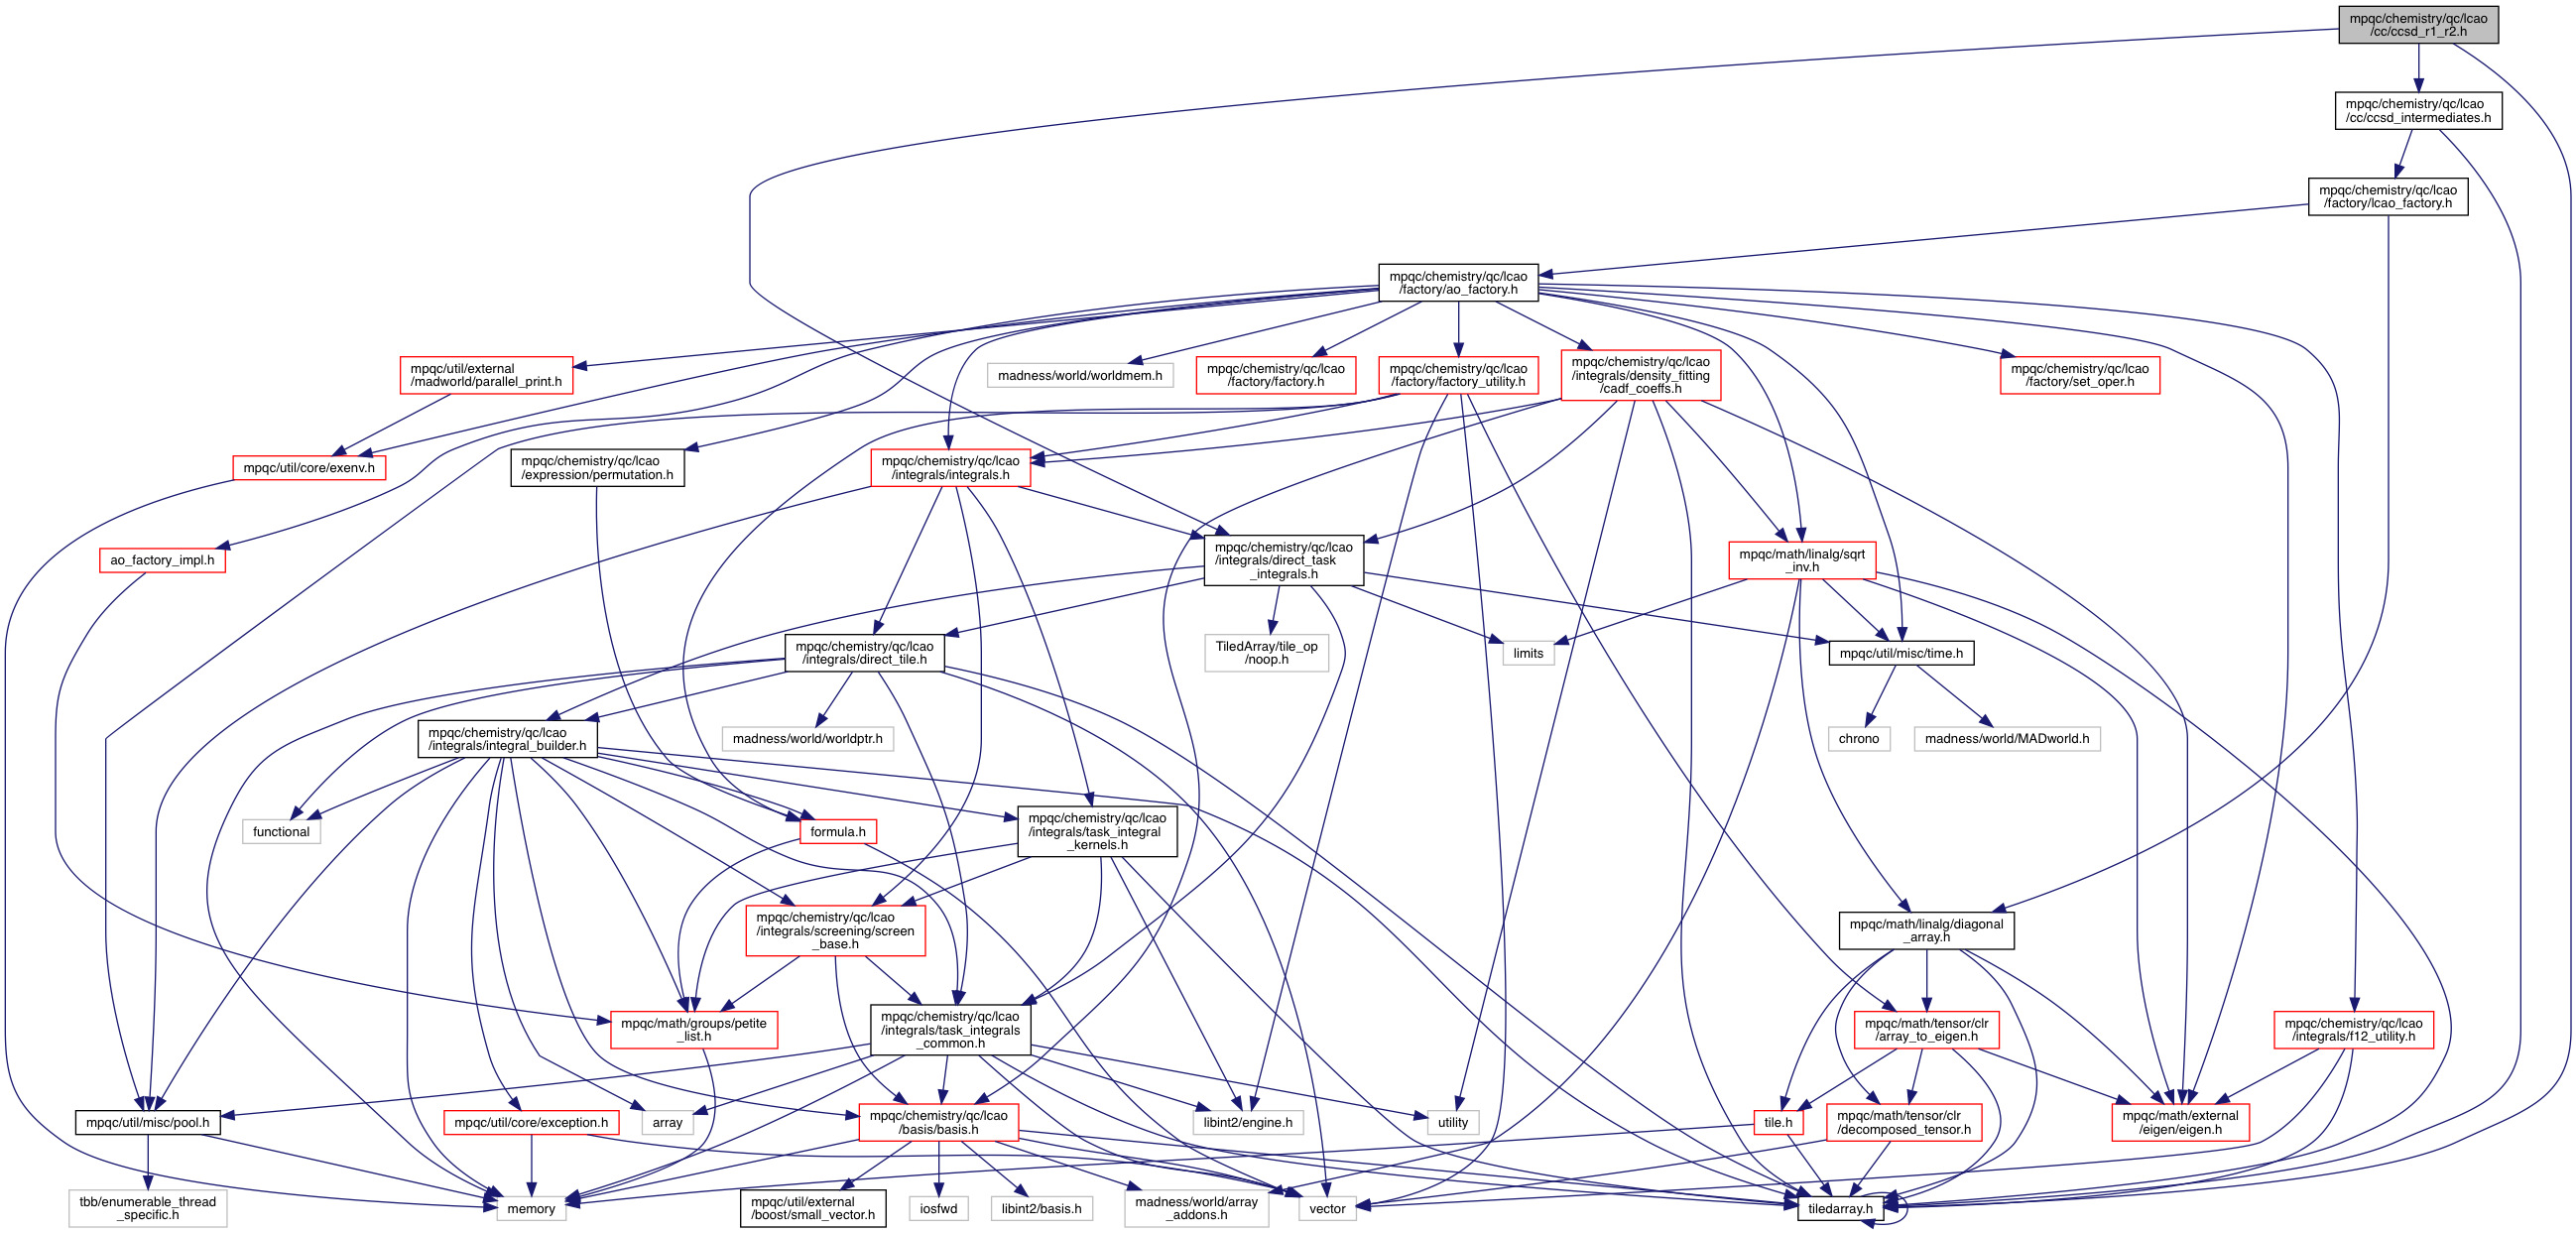 mpqc/chemistry/qc/lcao
/cc/ccsd_r1_r2.h
mpqc/chemistry/qc/lcao
/cc/ccsd_intermediates.h
mpqc/chemistry/qc/lcao
/factory/lcao_factory.h
mpqc/chemistry/qc/lcao
/factory/ao_factory.h
mpqc/util/external
/madworld/parallel_print.h
madness/world/worldmem.h
mpqc/chemistry/qc/lcao
/factory/factory.h
mpqc/chemistry/qc/lcao
/factory/factory_utility.h
mpqc/chemistry/qc/lcao
/integrals/density_fitting
/cadf_coeffs.h
mpqc/chemistry/qc/lcao
/factory/set_oper.h
mpqc/util/core/exenv.h
mpqc/chemistry/qc/lcao
/expression/permutation.h
mpqc/chemistry/qc/lcao
/integrals/integrals.h
ao_factory_impl.h
mpqc/chemistry/qc/lcao
/integrals/direct_task
_integrals.h
mpqc/math/linalg/sqrt
_inv.h
mpqc/chemistry/qc/lcao
/integrals/direct_tile.h
TiledArray/tile_op
/noop.h
limits
mpqc/util/misc/time.h
mpqc/chemistry/qc/lcao
/integrals/integral_builder.h
madness/world/worldptr.h
chrono
madness/world/MADworld.h
functional
formula.h
mpqc/chemistry/qc/lcao
/integrals/task_integral
_kernels.h
mpqc/chemistry/qc/lcao
/integrals/screening/screen
_base.h
mpqc/math/linalg/diagonal
_array.h
mpqc/math/groups/petite
_list.h
mpqc/chemistry/qc/lcao
/integrals/task_integrals
_common.h
mpqc/math/tensor/clr
/array_to_eigen.h
mpqc/chemistry/qc/lcao
/integrals/f12_utility.h
mpqc/util/misc/pool.h
mpqc/util/core/exception.h
array
mpqc/chemistry/qc/lcao
/basis/basis.h
libint2/engine.h
utility
tile.h
mpqc/math/tensor/clr
/decomposed_tensor.h
mpqc/math/external
/eigen/eigen.h
tbb/enumerable_thread
_specific.h
memory
mpqc/util/external
/boost/small_vector.h
iosfwd
libint2/basis.h
madness/world/array
_addons.h
vector
tiledarray.h